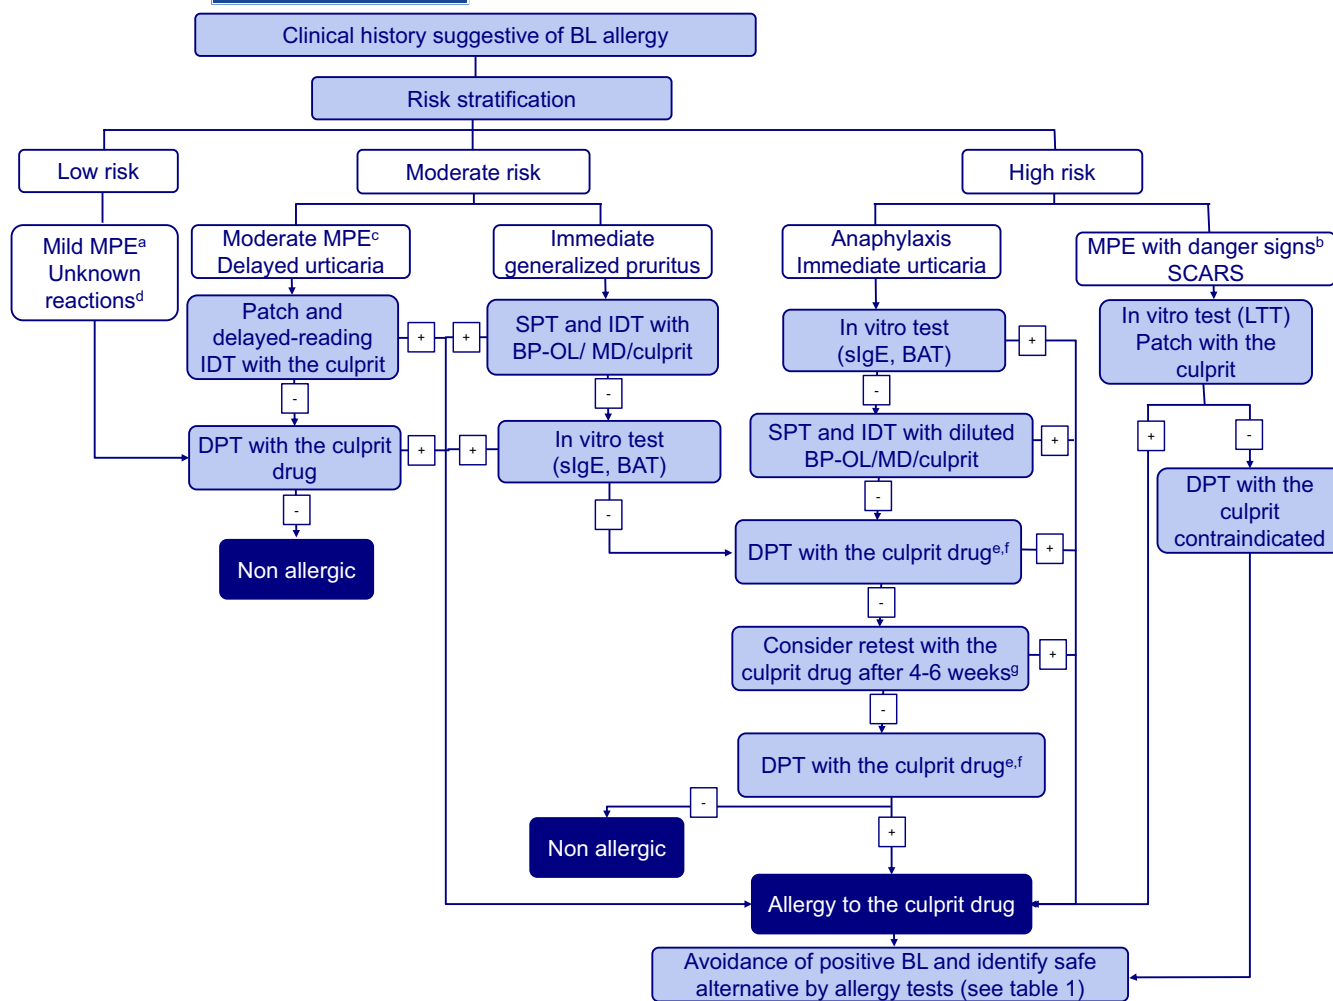 Clinical history suggestive of BL allergy
Risk stratification
Low risk
Moderate risk
High risk
Mild MPEᵃ
Unknown
reactionsᵈ
Moderate MPEᶜ
Delayed urticaria
Immediate
generalized pruritus
Anaphylaxis
Immediate urticaria
MPE with danger signsᵇ
SCARS
Patch and
delayed-reading
IDT with the culprit
+
+
SPT and IDT with
BP-OL/ MD/culprit
In vitro test
(sIgE, BAT)
+
In vitro test (LTT)
Patch with the
culprit
-
-
-
DPT with the culprit
drug
+
+
In vitro test
(sIgE, BAT)
SPT and IDT with diluted
BP-OL/MD/culprit
+
+
-
DPT with the
culprit
contraindicated
-
-
-
Non allergic
DPT with the culprit drugᵉ,ᶠ
+
-
Consider retest with the
culprit drug after 4-6 weeksᵍ
+
-
DPT with the culprit drugᵉ,ᶠ
-
+
Non allergic
Allergy to the culprit drug
Avoidance of positive BL and identify safe
alternative by allergy tests (see table 1)